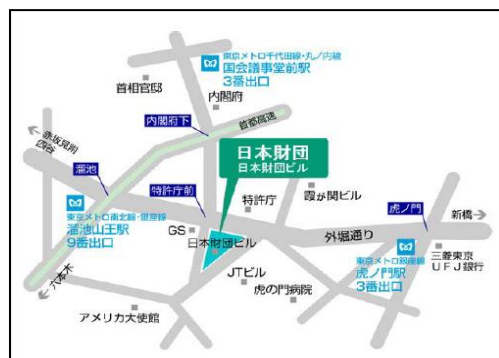 東京メトロ千代田線・丸ノ内線
国会議事堂前駅
3番出口
首相官邸
内閣府
首都高速
内閣府下
赤坂見附
四谷
日本財団
日本財団ビル
溜池
特許庁前
特許庁
霞が関ビル
虎ノ門
新橋
東京メトロ南北線・銀座線
溜池山王駅
9番出口
GS
日本財団ビル
外堀通り
東京メトロ銀座線
虎ノ門駅
3番出口
三菱東京
UFJ銀行
JTビル
虎の門病院
六本木
アメリカ大使館